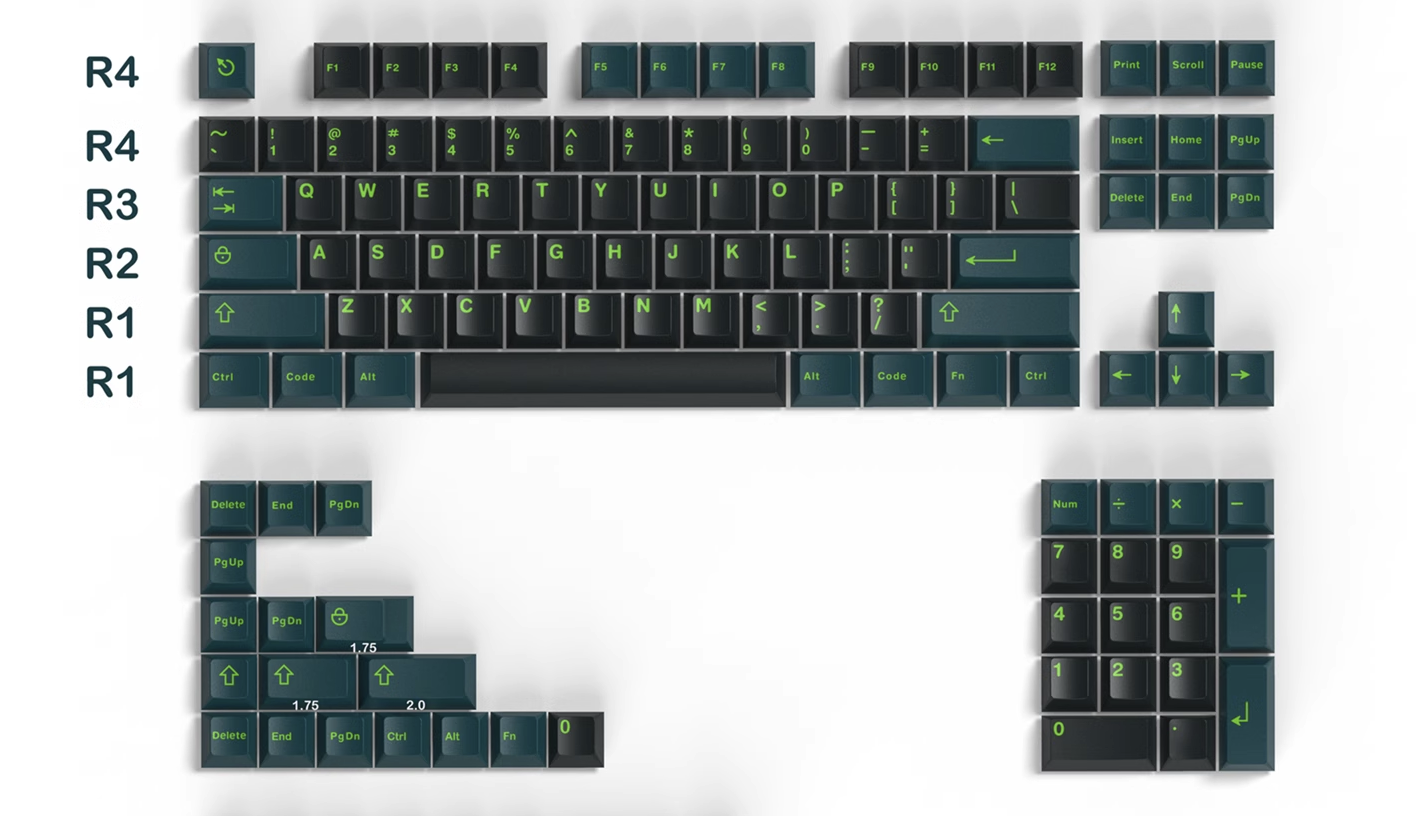 R4 F1 F2 F3 F4 F5 F6 F7 F8 F9 F10 F11 F12 Print Scroll Pause
~ ! @ # $ % ^ & * ( ) — +
R4 ` 1 2 3 4 5 6 7 8 9 0 - = ← Insert Home PgUp
R3 ⇤ Q W E R T Y U I O P { } |
⇥ [ ] \ Delete End PgDn
R2 A S D F G H J K L : "
; '
R1 ⇧ Z X C V B N M < > ? ⇧ ↑
, . /
R1 Ctrl Code Alt Alt Code Fn Ctrl ← ↓ →
Delete End PgDn Num ÷ × −
PgUp 7 8 9
+
PgUp PgDn 4 5 6
1.75
⇧ ⇧ ⇧ 1 2 3
1.75 2.0
Delete End PgDn Ctrl Alt Fn 0 0 . ↵